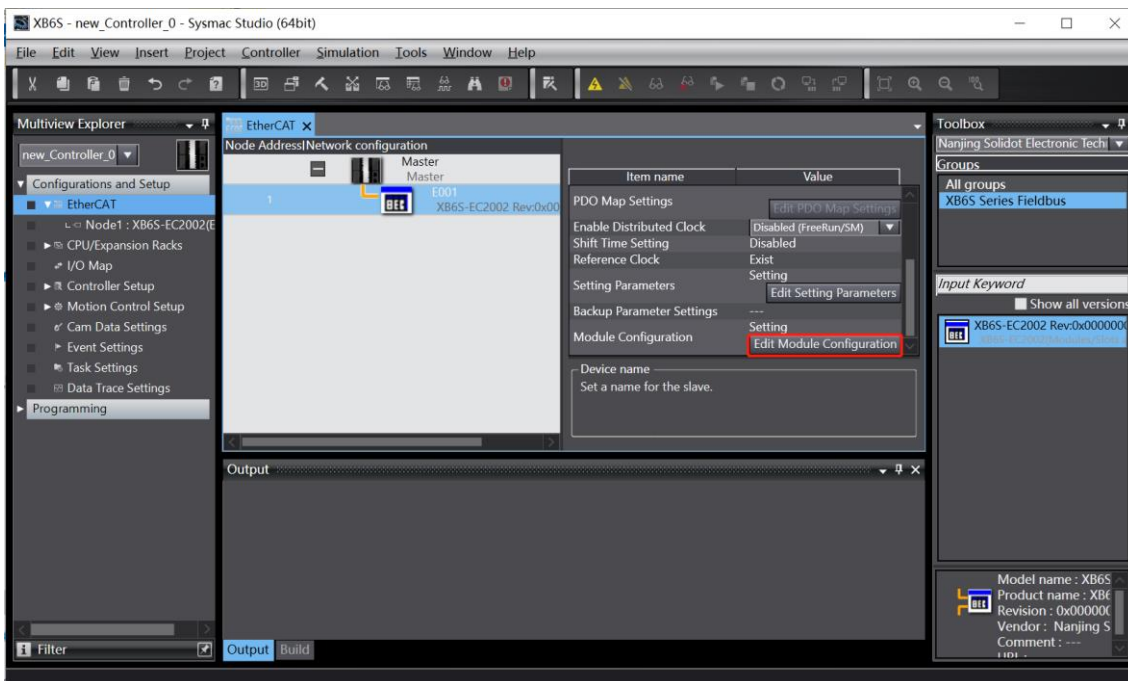 XB6S - new_Controller_0 - Sysmac Studio (64bit)
File Edit View Insert Project Controller Simulation Tools Window Help
Multiview Explorer
new_Controller_0
Configurations and Setup
EtherCAT
Node1 : XB6S-EC2002(E
CPU/Expansion Racks
I/O Map
Controller Setup
Motion Control Setup
Cam Data Settings
Event Settings
Task Settings
Data Trace Settings
Programming
Filter
EtherCAT
Node Address|Network configuration
Master
Master
1
E001
XB6S-EC2002 Rev:0x00
Item name Value
PDO Map Settings
Edit PDO Map Settings
Enable Distributed Clock Disabled (FreeRun/SM)
Shift Time Setting Disabled
Reference Clock Exist
Setting Parameters Setting
Edit Setting Parameters
Backup Parameter Settings ---
Module Configuration Setting
Edit Module Configuration
Device name
Set a name for the slave.
Output
Output Build
Toolbox
Nanjing Solidot Electronic Tech
Groups
All groups
XB6S Series Fieldbus
Input Keyword
Show all versions
XB6S-EC2002 Rev:0x000000
Model name : XB6S
Product name : XB6
Revision : 0x00000
Vendor : Nanjing S
Comment : ---
URL :